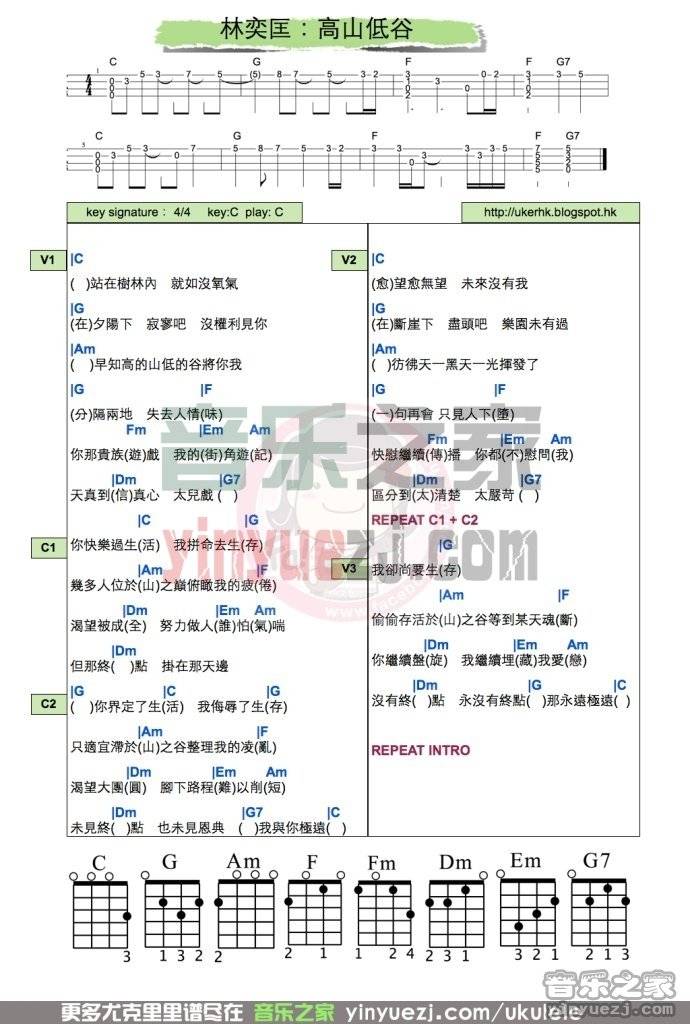 林奕匡：高山低谷
C G F F G7
C G F F G7
key signature： 4/4 key:C play: C
http://ukerhk.blogspot.hk
V1
|C
( )站在樹林內 就如沒氧氣
|G
(在)夕陽下 寂寥吧 沒權利見你
|Am
( )早知高的山低的谷將你我
|G |F
(分)隔兩地 失去人情(味)
Fm |Em Am
你那貴族(遊)戲 我的(街)角遊(記)
|Dm |G7
天真到(信)真心 太兒戲 ( )
C1
|C |G
你快樂過生(活) 我拼命去生(存)
|Am |F
幾多人位於(山)之巔俯瞰我的疲(倦)
|Dm |Em Am
渴望被成(全) 努力做人(誰)怕(氣)喘
|Dm
但那終( )點 掛在那天邊
C2
|G |C |G
( )你界定了生(活) 我侮辱了生(存)
|Am |F
只適宜滯於(山)之谷整理我的凌(亂)
|Dm |Em Am
渴望大團(圓) 腳下路程(難)以削(短)
|Dm |G7 |C
未見終( )點 也未見恩典 ( )我與你極遠( )
V2
|C
(愈)望愈無望 未來沒有我
|G
(在)斷崖下 盡頭吧 樂園未有過
|Am
( )彷彿天一黑天一光揮發了
|G |F
(一)句再會 只見人下(墮)
Fm |Em Am
快慰繼續(傳)播 你都(不)慰問(我)
|Dm |G7
區分到(太)清楚 太嚴苛 ( )
REPEAT C1 + C2
V3
|G
我卻尚要生(存)
|Am |F
偷偷存活於(山)之谷等到某天魂(斷)
|Dm |Em Am
你繼續盤(旋) 我繼續埋(藏)我愛(戀)
|Dm |G |C
沒有終( )點 永沒有終點( )那永遠極遠( )
REPEAT INTRO
音乐之家
yinyuezj.com
C G Am F Fm Dm Em G7
3 1 3 2 2 2 1 1 2 4 2 3 1 3 2 1 2 1 3
音乐之家
yinyuezj.com
更多尤克里里谱尽在 音乐之家 yinyuezj.com/ukulele